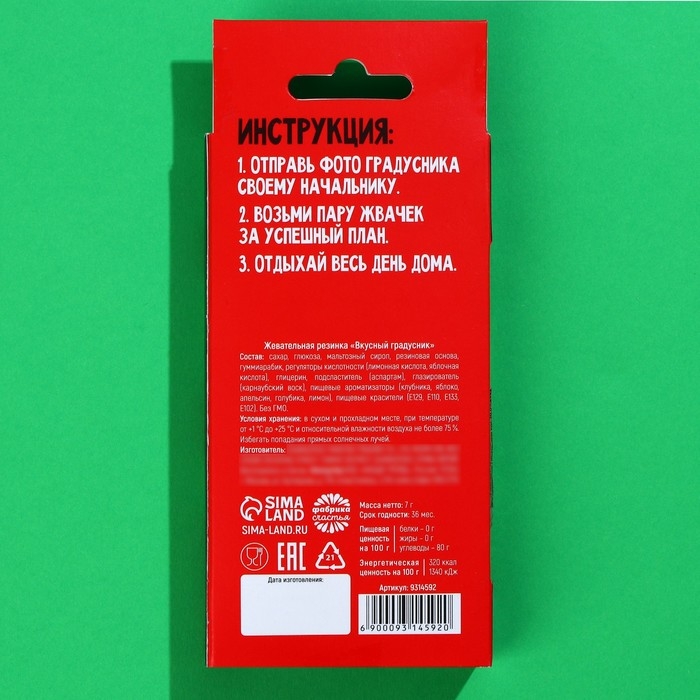 ИНСТРУКЦИЯ:
1. ОТПРАВЬ ФОТО ГРАДУСНИКА
СВОЕМУ НАЧАЛЬНИКУ.
2. ВОЗЬМИ ПАРУ ЖВАЧЕК
ЗА УСПЕШНЫЙ ПЛАН.
3. ОТДЫХАЙ ВЕСЬ ДЕНЬ ДОМА.
Жевательная резинка «Вкусный градусник»
Состав: сахар, глюкоза, мальтозный сироп, резиновая основа,
гуммиарабик, регуляторы кислотности (лимонная кислота, яблочная
кислота), глицерин, подсластитель (аспартам), глазирователь
(карнаубский воск), пищевые ароматизаторы (клубника, яблоко,
апельсин, голубика, лимон), пищевые красители (Е129, Е110, Е133,
Е102). Без ГМО.
Условия хранения: в сухом и прохладном месте, при температуре
от +1 °С до +25 °С и относительной влажности воздуха не более 75 %.
Избегать попадания прямых солнечных лучей.
Изготовитель:
SIMA LAND
SIMA-LAND.RU
фабрика
счастья
Масса нетто: 7 г
Срок годности: 36 мес.
Пищевая ценность на 100 г
белки – 0 г
жиры – 0 г
углеводы – 80 г
Энергетическая ценность на 100 г
320 ккал
1340 кДж
EAC
21
Артикул: 9314592
Дата изготовления:
6 900093 145920